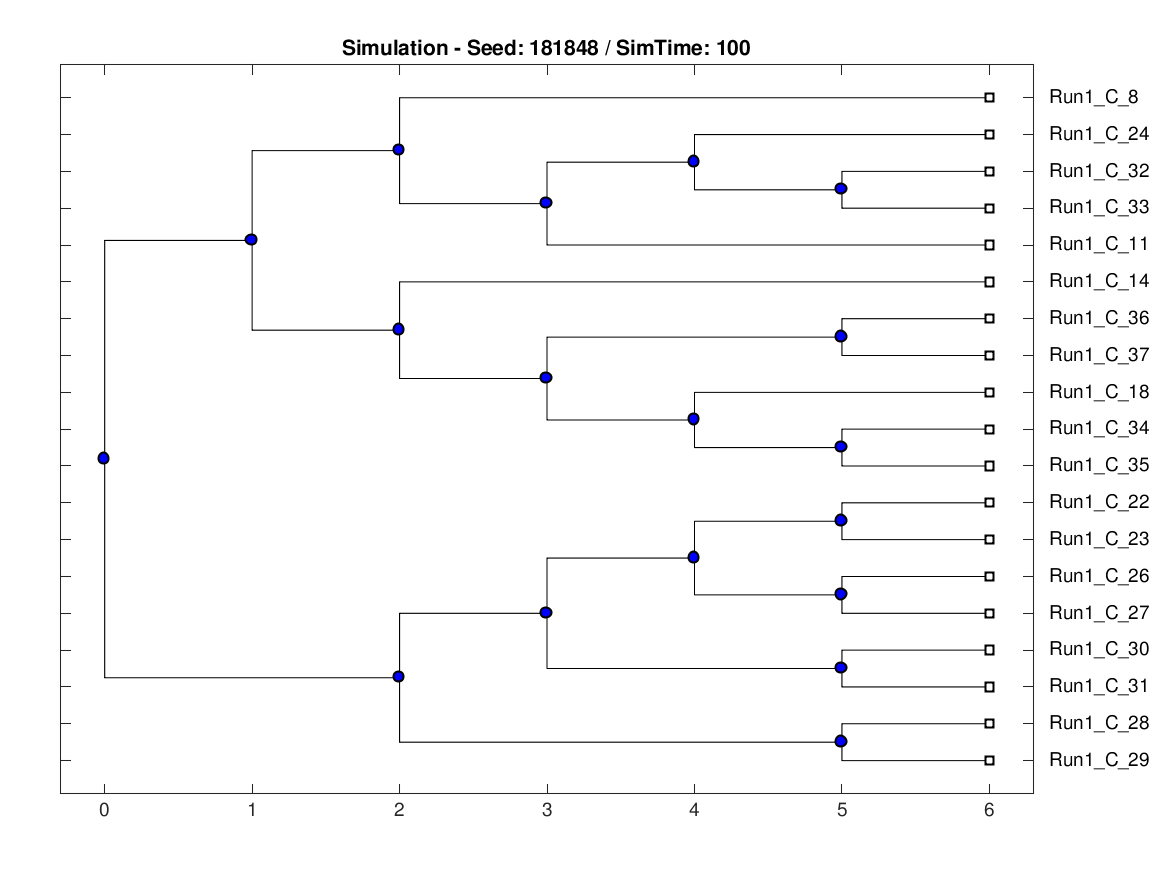 Simulation - Seed: 181848 / SimTime: 100
Run1_C_8
Run1_C_24
Run1_C_32
Run1_C_33
Run1_C_11
Run1_C_14
Run1_C_36
Run1_C_37
Run1_C_18
Run1_C_34
Run1_C_35
Run1_C_22
Run1_C_23
Run1_C_26
Run1_C_27
Run1_C_30
Run1_C_31
Run1_C_28
Run1_C_29
0 1 2 3 4 5 6